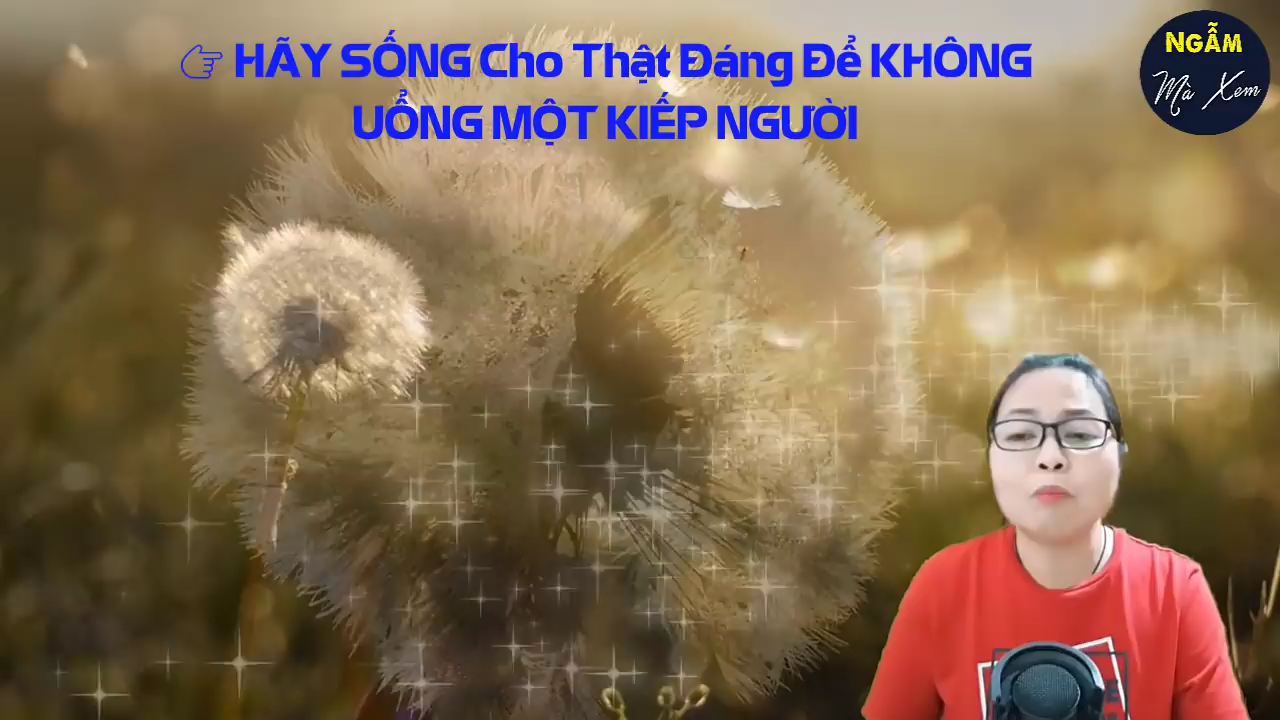 👉 HÃY SỐNG Cho Thật Đáng Để KHÔNG
UỔNG MỘT KIẾP NGƯỜI
NGẪM
Mà Xem